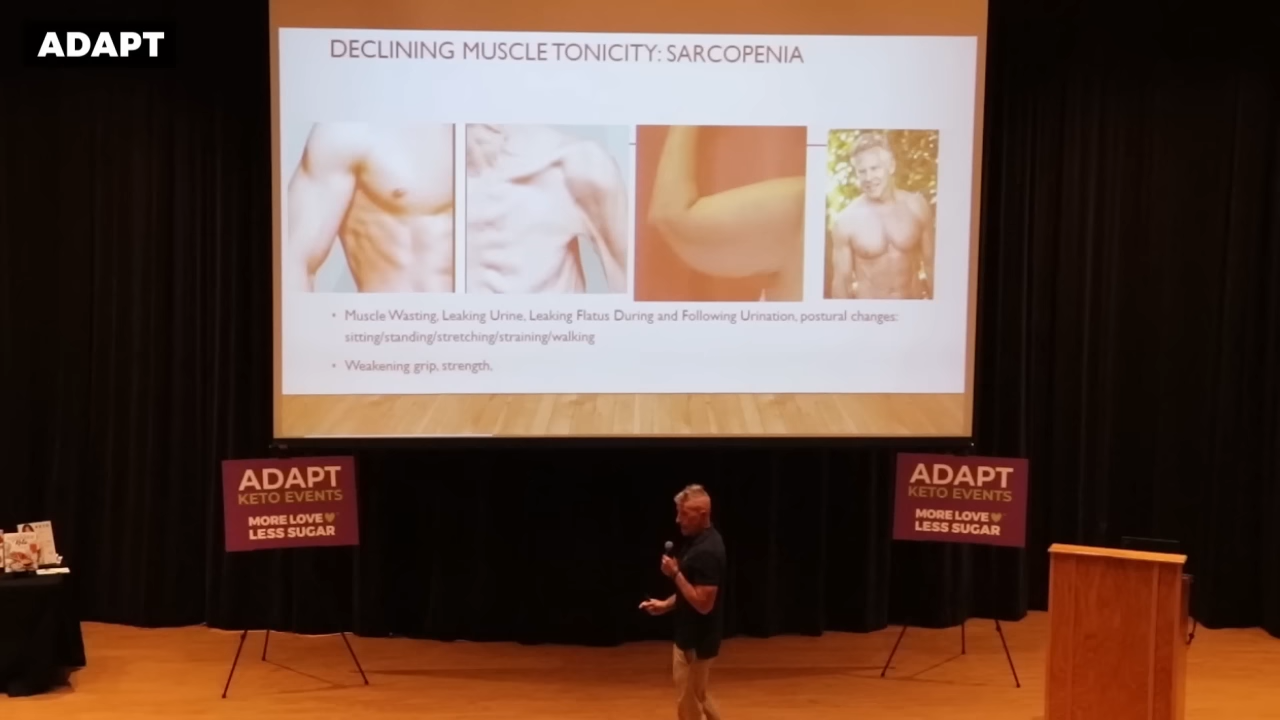 ADAPT
DECLINING MUSCLE TONICITY: SARCOPENIA
• Muscle Wasting, Leaking Urine, Leaking Flatus During and Following Urination, postural changes:
sitting/standing/stretching/straining/walking
• Weakening grip, strength,
ADAPT
KETO EVENTS
MORE LOVE
LESS SUGAR
ADAPT
KETO EVENTS
MORE LOVE
LESS SUGAR